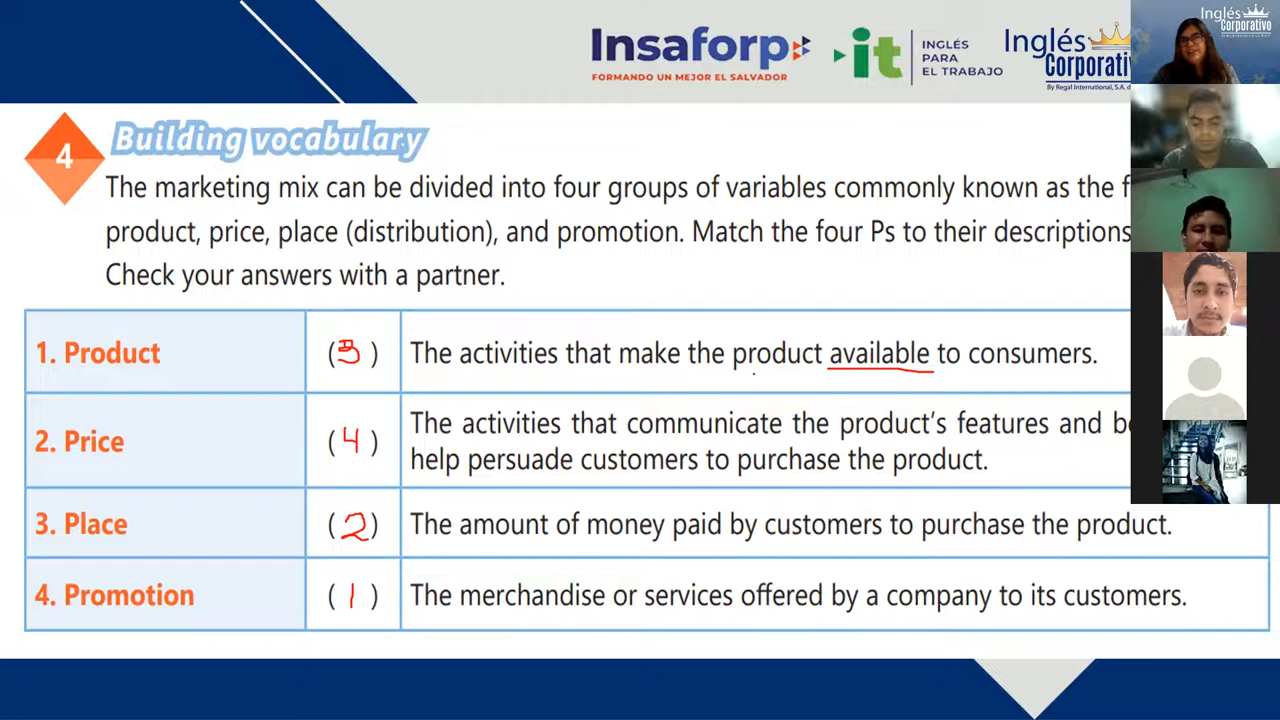 Insaforp
FORMANDO UN MEJOR EL SALVADOR
it
INGLÉS
PARA
EL TRABAJO
Inglés
Corporativ
By Regal International, S.A. d
Inglés
Corporativo
4
Building vocabulary
The marketing mix can be divided into four groups of variables commonly known as the f
product, price, place (distribution), and promotion. Match the four Ps to their descriptions
Check your answers with a partner.
1. Product (3) The activities that make the product available to consumers.
2. Price (4) The activities that communicate the product's features and b
help persuade customers to purchase the product.
3. Place (2) The amount of money paid by customers to purchase the product.
4. Promotion (1) The merchandise or services offered by a company to its customers.